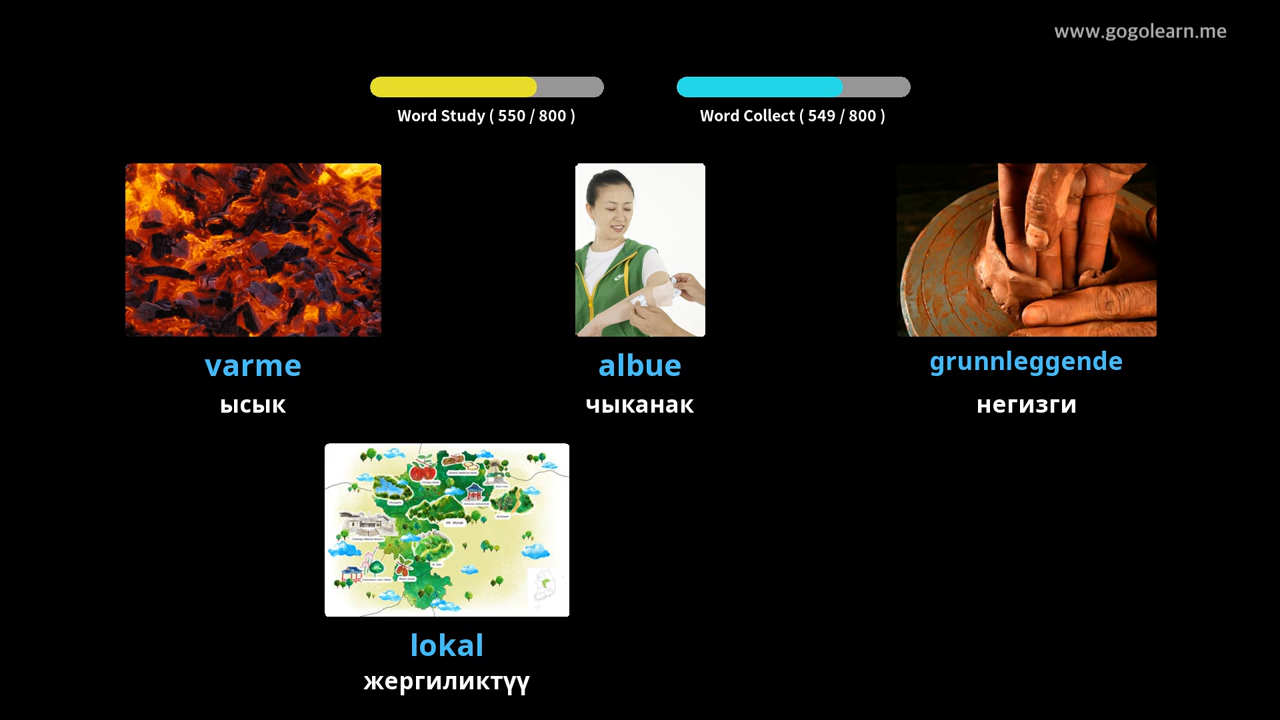 www.gogolearn.me
Word Study ( 550 / 800 )
Word Collect ( 549 / 800 )
varme
ысык
albue
чыканак
grunnleggende
негизги
lokal
жергиликтүү